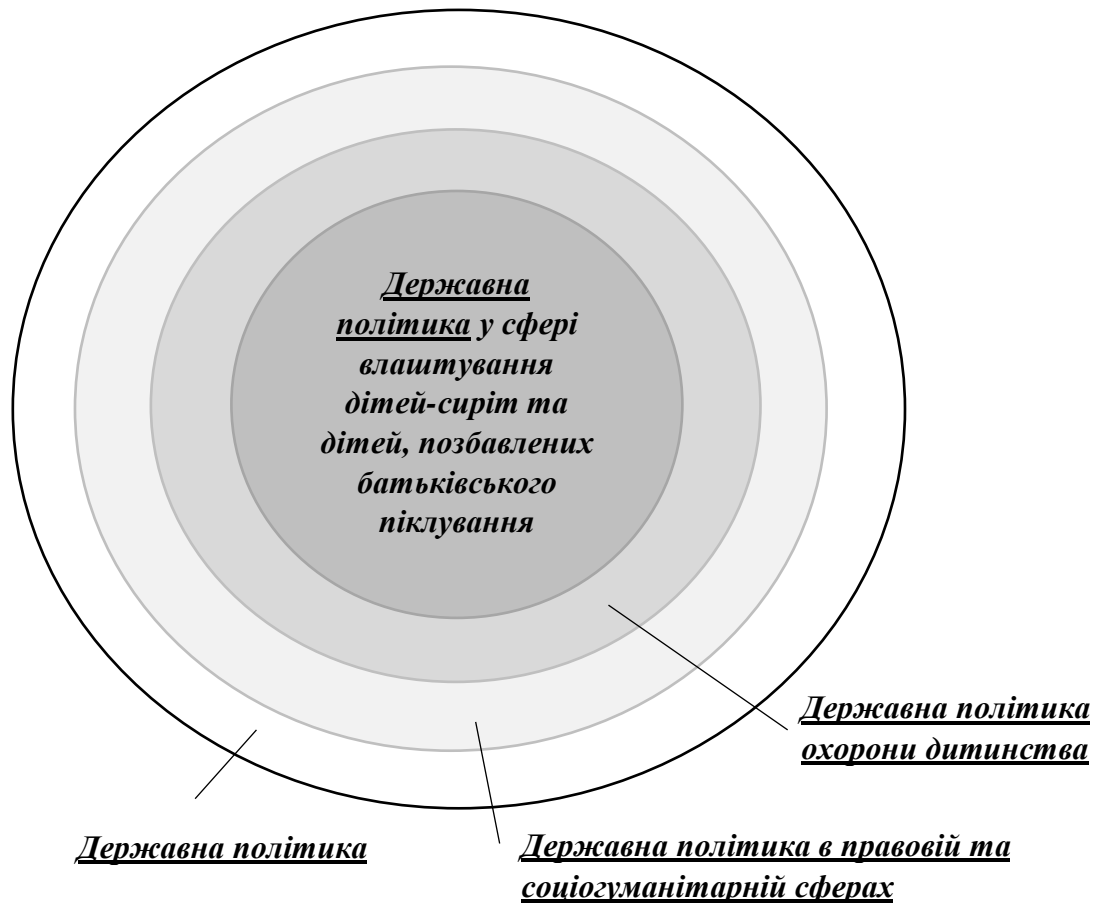 Державна
політика у сфері
влаштування
дітей-сиріт та
дітей, позбавлених
батьківського
піклування
Державна політика
охорони дитинства
Державна політика
Державна політика в правовій та
соціогуманітарній сферах